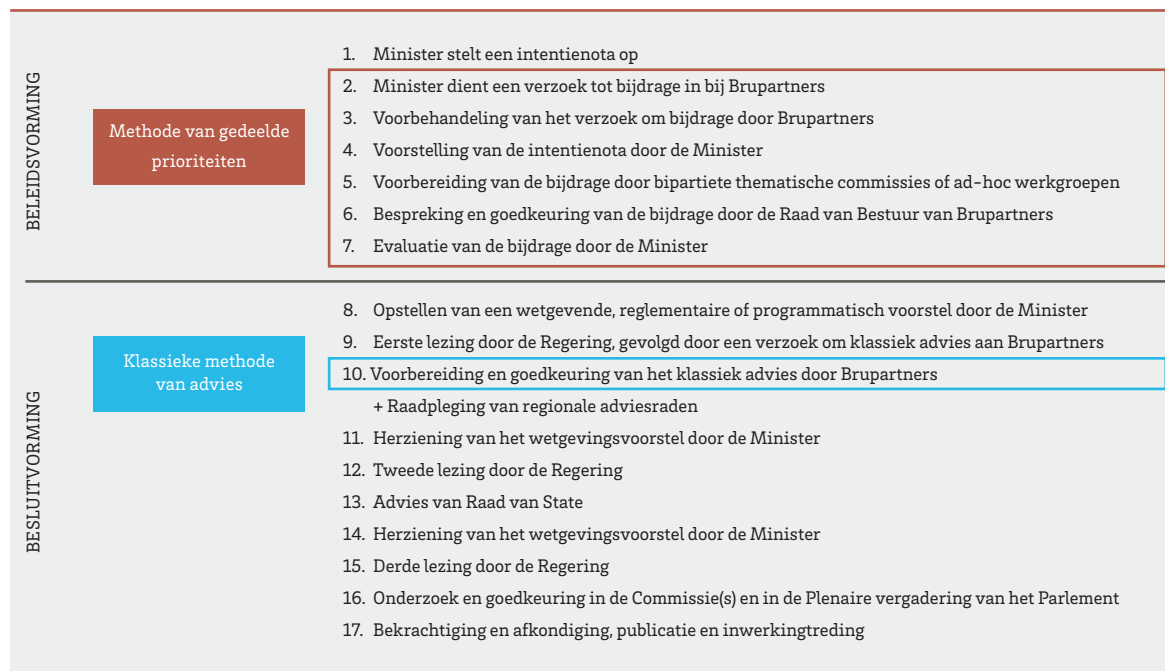 BELEIDSVORMING
Methode van gedeelde
prioriteiten
1. Minister stelt een intentienota op
2. Minister dient een verzoek tot bijdrage in bij Brupartners
3. Voorbehandeling van het verzoek om bijdrage door Brupartners
4. Voorstelling van de intentienota door de Minister
5. Voorbereiding van de bijdrage door bipartiete thematische commissies of ad-hoc werkgroepen
6. Bespreking en goedkeuring van de bijdrage door de Raad van Bestuur van Brupartners
7. Evaluatie van de bijdrage door de Minister
BESLUITVORMING
Klassieke methode
van advies
8. Opstellen van een wetgevende, reglementaire of programmatisch voorstel door de Minister
9. Eerste lezing door de Regering, gevolgd door een verzoek om klassiek advies aan Brupartners
10. Voorbereiding en goedkeuring van het klassiek advies door Brupartners
+ Raadpleging van regionale adviesraden
11. Herziening van het wetgevingsvoorstel door de Minister
12. Tweede lezing door de Regering
13. Advies van Raad van State
14. Herziening van het wetgevingsvoorstel door de Minister
15. Derde lezing door de Regering
16. Onderzoek en goedkeuring in de Commissie(s) en in de Plenaire vergadering van het Parlement
17. Bekrachtiging en afkondiging, publicatie en inwerkingtreding